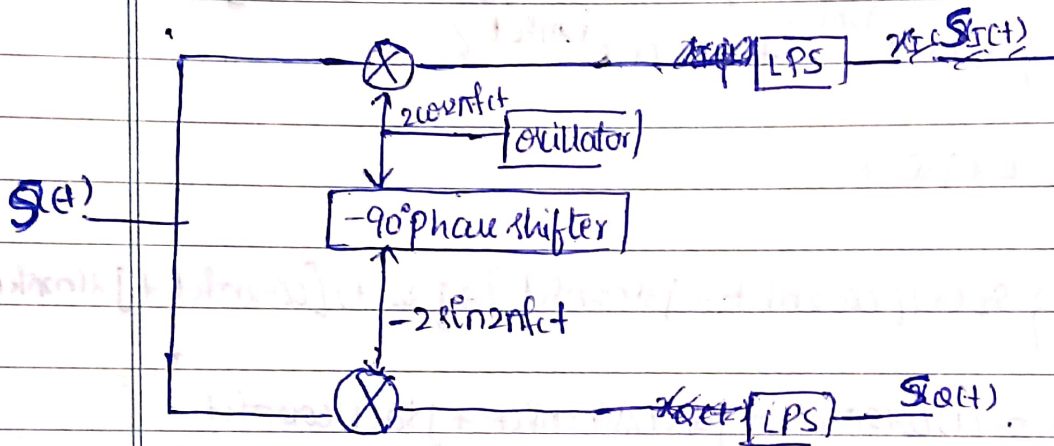 LPS
S_I(t)
2cos2πfct
oscillator
S(t)
-90° phase shifter
-2sin2πfct
LPS
S_Q(t)